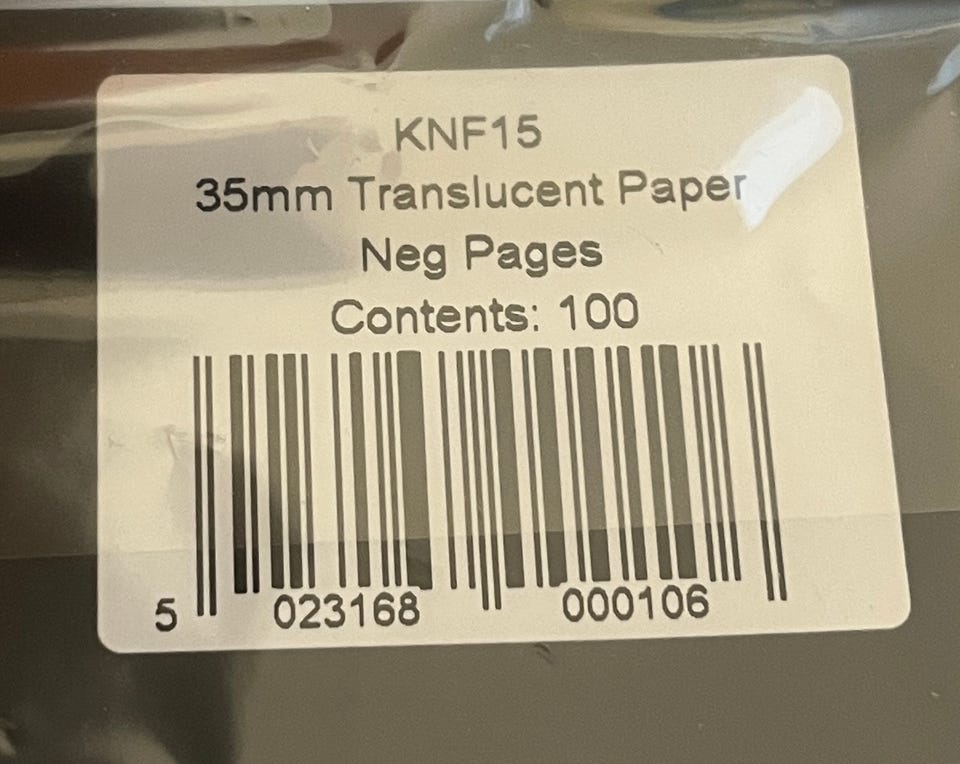 KNF15
35mm Translucent Paper
Neg Pages
Contents: 100
5 023168 000106